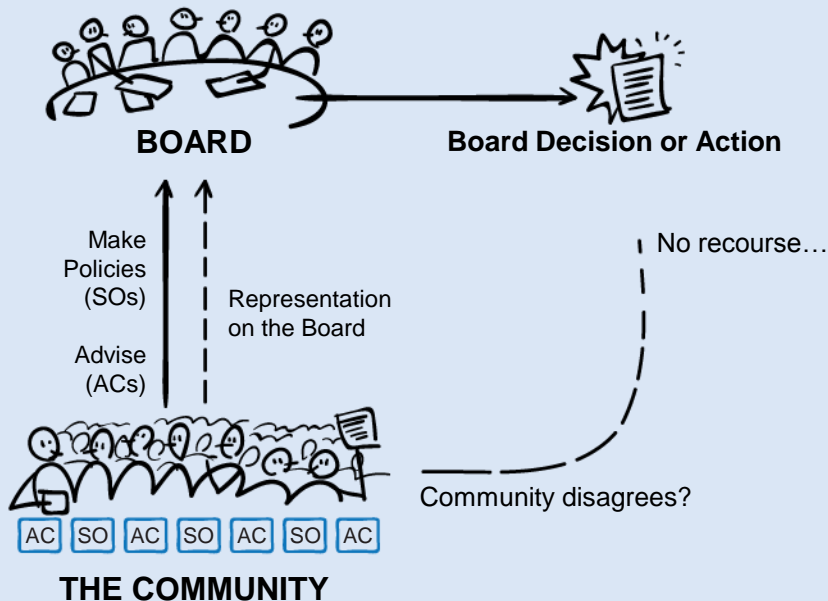 BOARD
Board Decision or Action
Make
Policies
(SOs)
Advise
(ACs)
Representation
on the Board
No recourse…
Community disagrees?
AC SO AC SO AC SO AC
THE COMMUNITY